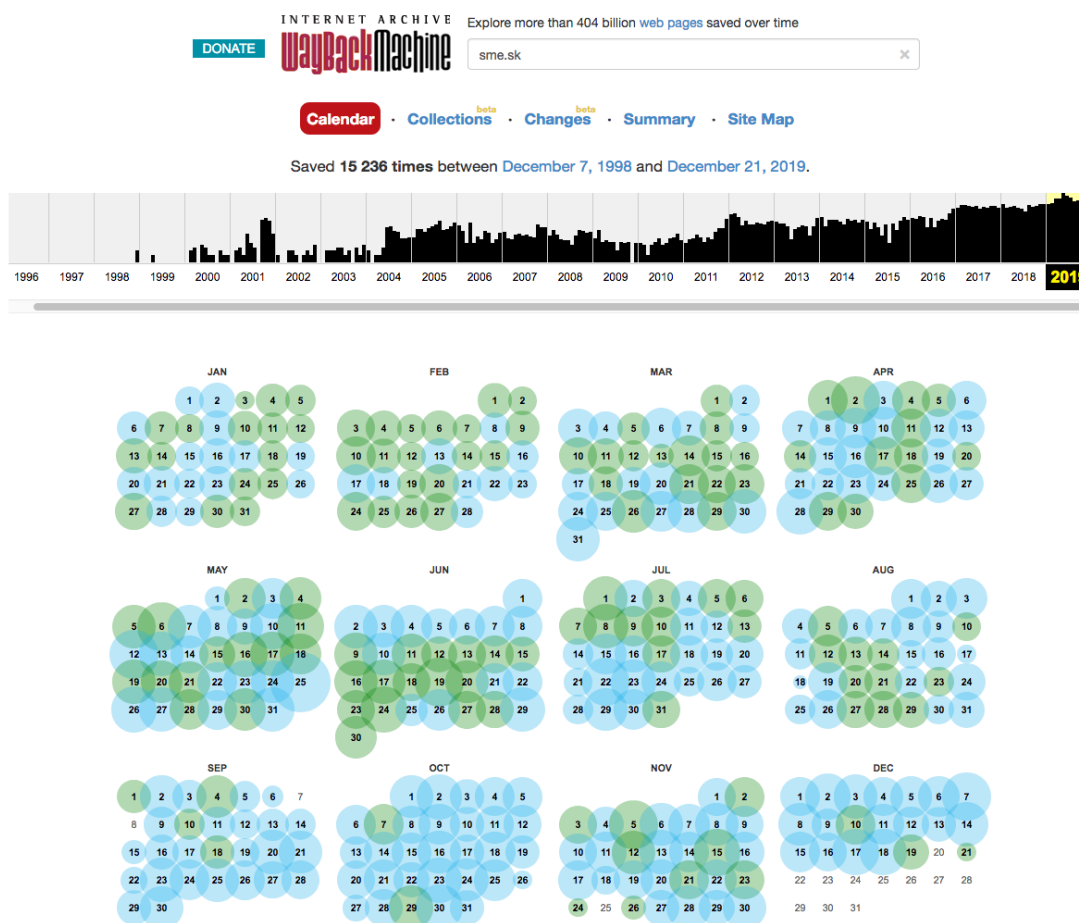 INTERNET ARCHIVE
WayBackMachine
DONATE
Explore more than 404 billion web pages saved over time
sme.sk
×
Calendar · Collections beta · Changes beta · Summary · Site Map
Saved 15 236 times between December 7, 1998 and December 21, 2019.
1996 1997 1998 1999 2000 2001 2002 2003 2004 2005 2006 2007 2008 2009 2010 2011 2012 2013 2014 2015 2016 2017 2018 2019
JAN
1 2 3 4 5
6 7 8 9 10 11 12
13 14 15 16 17 18 19
20 21 22 23 24 25 26
27 28 29 30 31
FEB
1 2
3 4 5 6 7 8 9
10 11 12 13 14 15 16
17 18 19 20 21 22 23
24 25 26 27 28
MAR
1 2
3 4 5 6 7 8 9
10 11 12 13 14 15 16
17 18 19 20 21 22 23
24 25 26 27 28 29 30
31
APR
1 2 3 4 5 6
7 8 9 10 11 12 13
14 15 16 17 18 19 20
21 22 23 24 25 26 27
28 29 30
MAY
1 2 3 4
5 6 7 8 9 10 11
12 13 14 15 16 17 18
19 20 21 22 23 24 25
26 27 28 29 30 31
JUN
1
2 3 4 5 6 7 8
9 10 11 12 13 14 15
16 17 18 19 20 21 22
23 24 25 26 27 28 29
30
JUL
1 2 3 4 5 6
7 8 9 10 11 12 13
14 15 16 17 18 19 20
21 22 23 24 25 26 27
28 29 30 31
AUG
1 2 3
4 5 6 7 8 9 10
11 12 13 14 15 16 17
18 19 20 21 22 23 24
25 26 27 28 29 30 31
SEP
1 2 3 4 5 6 7
8 9 10 11 12 13 14
15 16 17 18 19 20 21
22 23 24 25 26 27 28
29 30
OCT
1 2 3 4 5
6 7 8 9 10 11 12
13 14 15 16 17 18 19
20 21 22 23 24 25 26
27 28 29 30 31
NOV
1 2
3 4 5 6 7 8 9
10 11 12 13 14 15 16
17 18 19 20 21 22 23
24 25 26 27 28 29 30
DEC
1 2 3 4 5 6 7
8 9 10 11 12 13 14
15 16 17 18 19 20 21
22 23 24 25 26 27 28
29 30 31